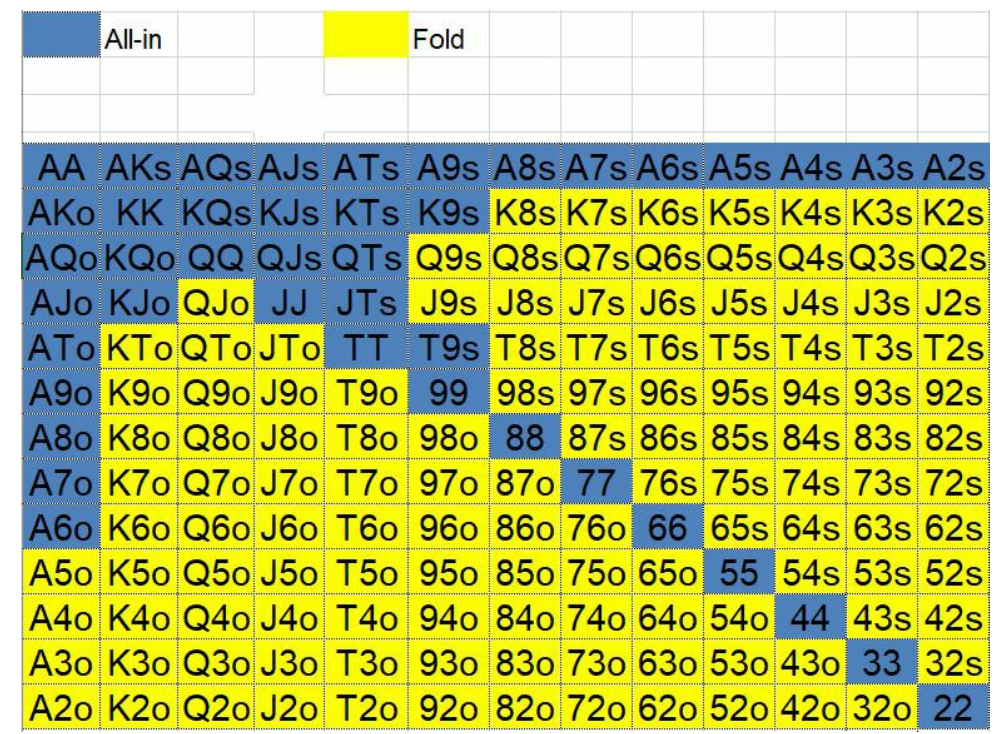 All-in Fold
AA AKs AQs AJs ATs A9s A8s A7s A6s A5s A4s A3s A2s
AKo KK KQs KJs KTs K9s K8s K7s K6s K5s K4s K3s K2s
AQo KQo QQ QJs QTs Q9s Q8s Q7s Q6s Q5s Q4s Q3s Q2s
AJo KJo QJo JJ JTs J9s J8s J7s J6s J5s J4s J3s J2s
ATo KTo QTo JTo TT T9s T8s T7s T6s T5s T4s T3s T2s
A9o K9o Q9o J9o T9o 99 98s 97s 96s 95s 94s 93s 92s
A8o K8o Q8o J8o T8o 98o 88 87s 86s 85s 84s 83s 82s
A7o K7o Q7o J7o T7o 97o 87o 77 76s 75s 74s 73s 72s
A6o K6o Q6o J6o T6o 96o 86o 76o 66 65s 64s 63s 62s
A5o K5o Q5o J5o T5o 95o 85o 75o 65o 55 54s 53s 52s
A4o K4o Q4o J4o T4o 94o 84o 74o 64o 54o 44 43s 42s
A3o K3o Q3o J3o T3o 93o 83o 73o 63o 53o 43o 33 32s
A2o K2o Q2o J2o T2o 92o 82o 72o 62o 52o 42o 32o 22